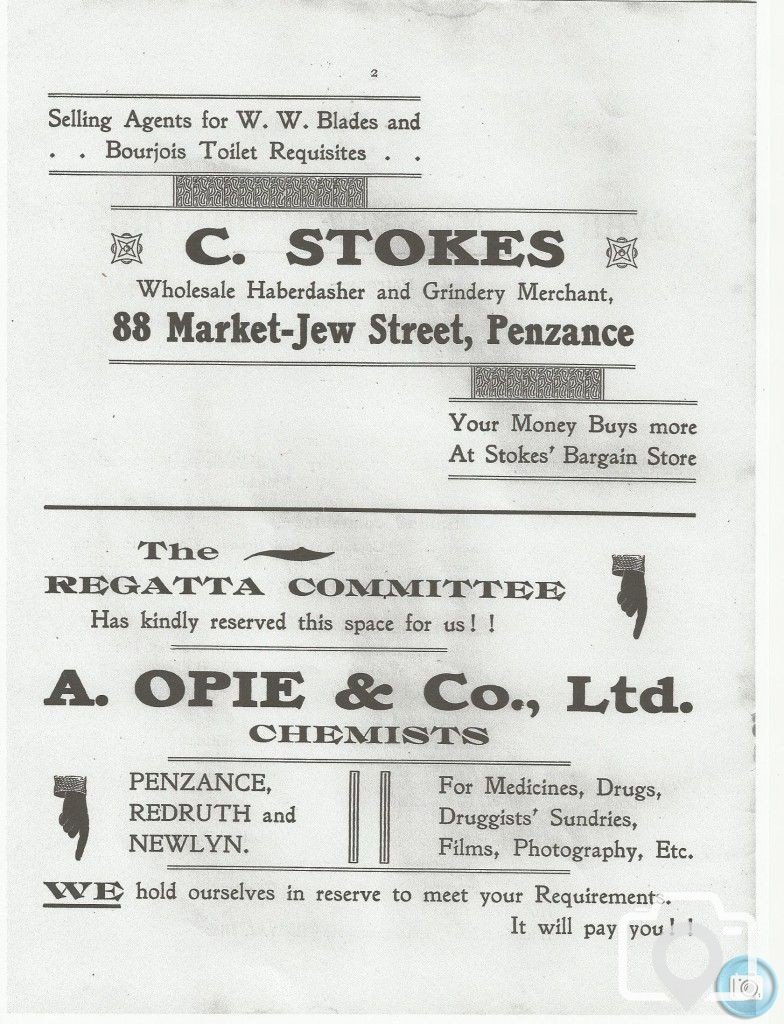 2
Selling Agents for W. W. Blades and
. . Bourjois Toilet Requisites . .
C. STOKES
Wholesale Haberdasher and Grindery Merchant,
88 Market-Jew Street, Penzance
Your Money Buys more
At Stokes' Bargain Store
The
REGATTA COMMITTEE
Has kindly reserved this space for us! !
A. OPIE & Co., Ltd.
CHEMISTS
PENZANCE,
REDRUTH and
NEWLYN.
For Medicines, Drugs,
Druggists' Sundries,
Films, Photography, Etc.
WE hold ourselves in reserve to meet your Requirements.
It will pay you! !